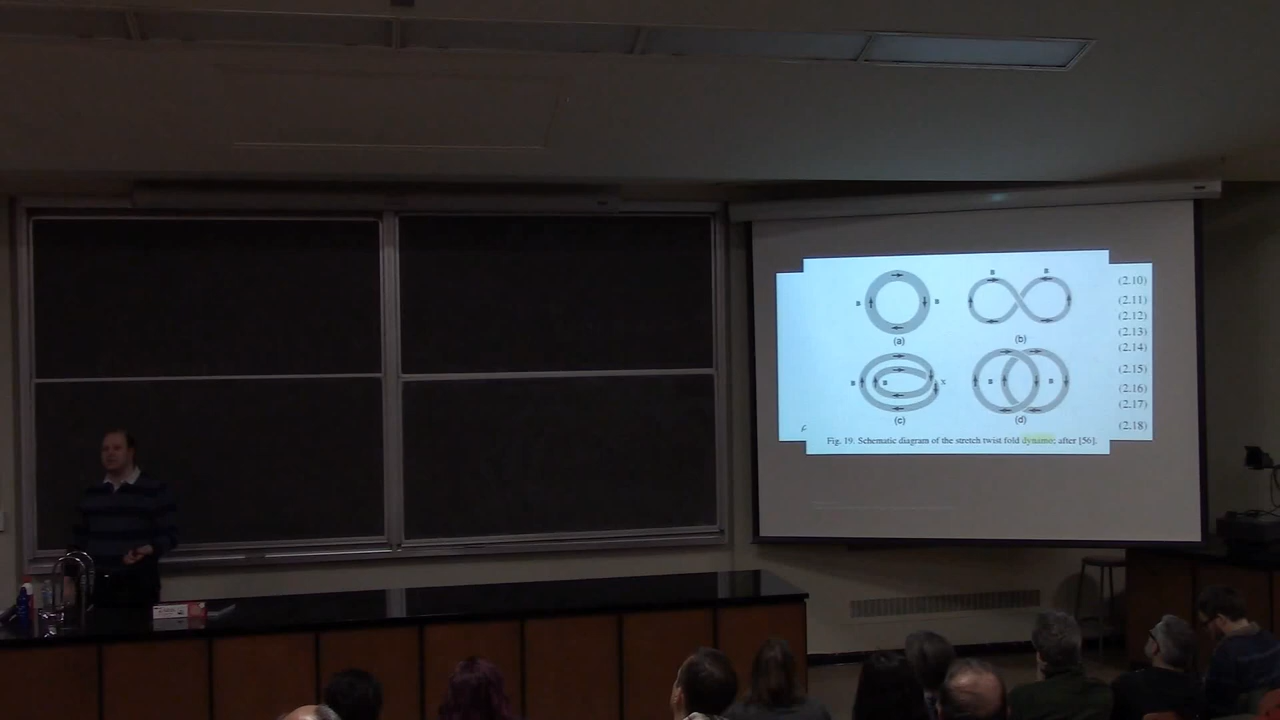 B B
(2.10)
B B
(2.11)
(2.12)
(2.13)
(a) (b)
(2.14)
(2.15)
B B X B B
(2.16)
(2.17)
(c) (d)
(2.18)
Fig. 19. Schematic diagram of the stretch twist fold dynamo; after [56].